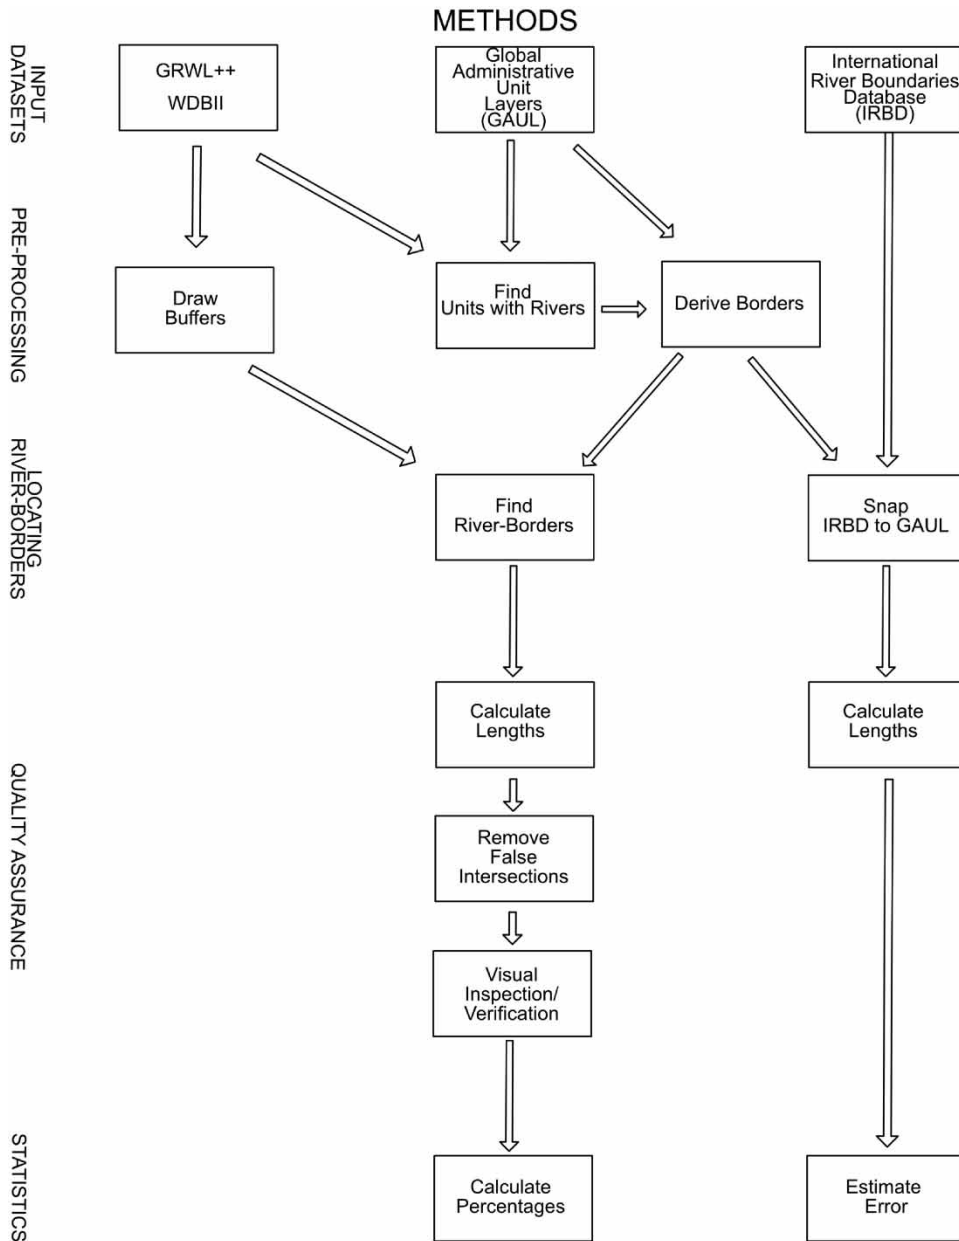 METHODS
INPUT
DATASETS
GRWL++
WDBII
Global
Administrative
Unit
Layers
(GAUL)
International
River Boundaries
Database
(IRBD)
PRE-PROCESSING
Draw
Buffers
Find
Units with Rivers
Derive Borders
LOCATING
RIVER-BORDERS
Find
River-Borders
Snap
IRBD to GAUL
Calculate
Lengths
Calculate
Lengths
QUALITY ASSURANCE
Remove
False
Intersections
Visual
Inspection/
Verification
STATISTICS
Calculate
Percentages
Estimate
Error